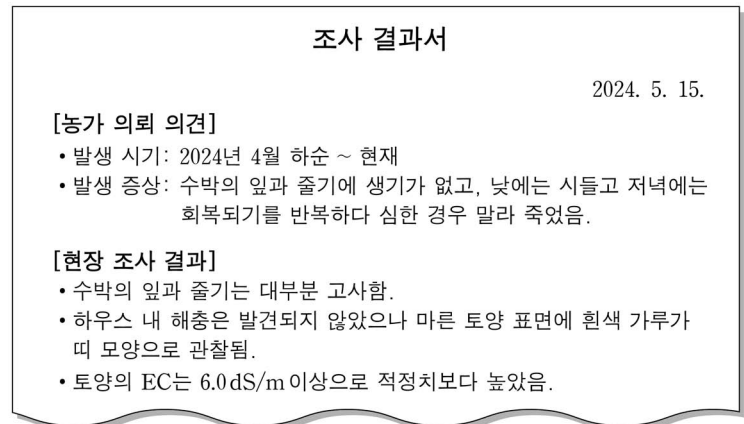 조사 결과서
2024. 5. 15.
[농가 의뢰 의견]
• 발생 시기: 2024년 4월 하순 ~ 현재
• 발생 증상: 수박의 잎과 줄기에 생기가 없고, 낮에는 시들고 저녁에는
회복되기를 반복하다 심한 경우 말라 죽었음.
[현장 조사 결과]
• 수박의 잎과 줄기는 대부분 고사함.
• 하우스 내 해충은 발견되지 않았으나 마른 토양 표면에 흰색 가루가
띠 모양으로 관찰됨.
• 토양의 EC는 6.0 dS/m 이상으로 적정치보다 높았음.